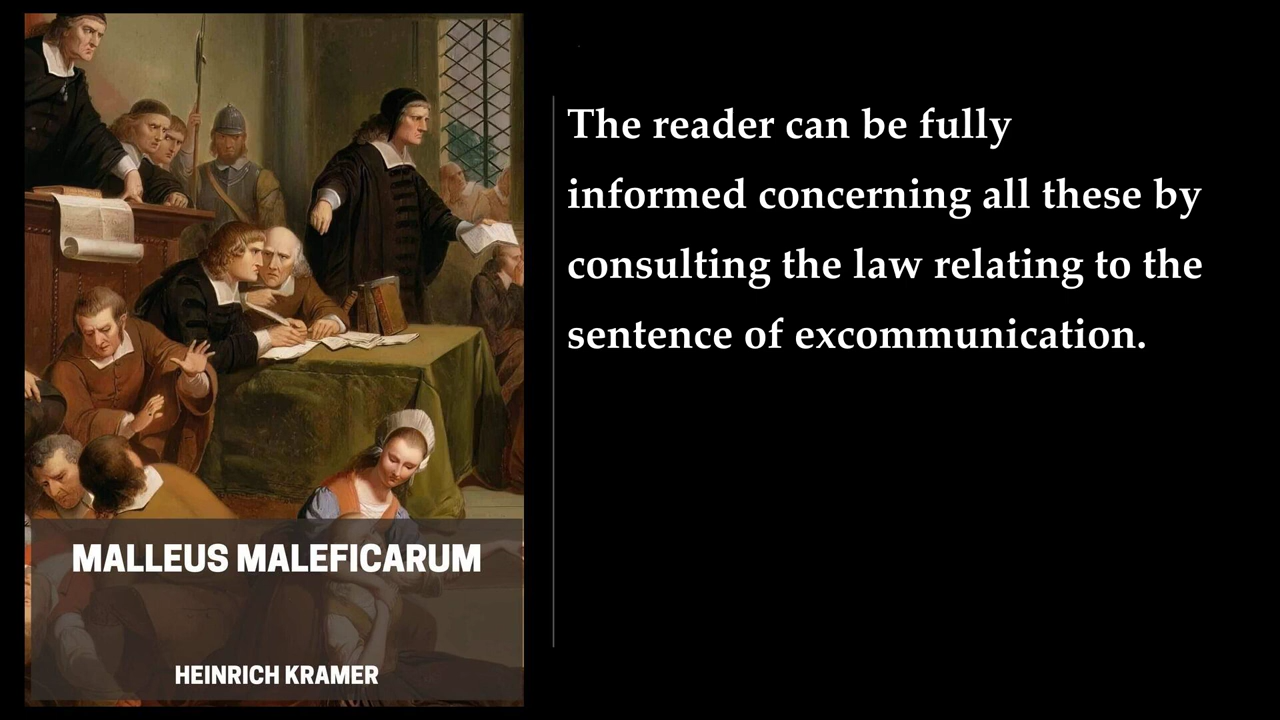 MALLEUS MALEFICARUM
HEINRICH KRAMER
The reader can be fully
informed concerning all these by
consulting the law relating to the
sentence of excommunication.